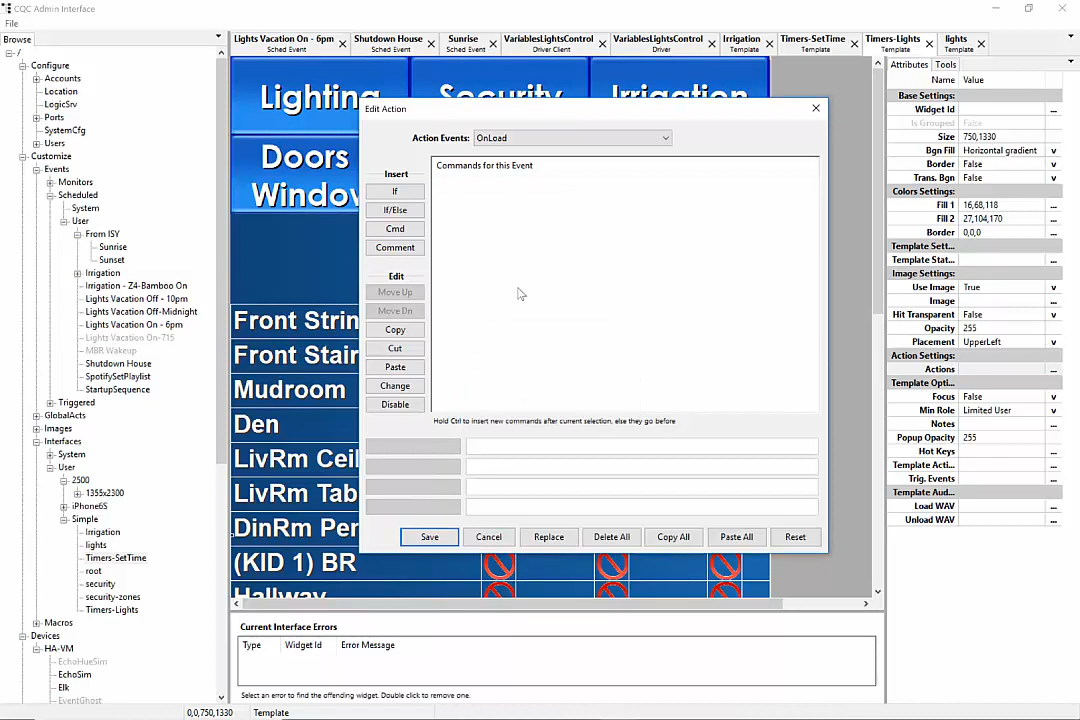 CQC Admin Interface
File
Browse
/
Configure
Accounts
Location
LogicSrv
Ports
SystemCfg
Users
Customize
Events
Monitors
Scheduled
System
User
From ISY
Sunrise
Sunset
Irrigation
Irrigation - Z4-Bamboo On
Lights Vacation Off - 10pm
Lights Vacation Off-Midnight
Lights Vacation On - 6pm
Lights Vacation On-715
MBR Wakeup
Shutdown House
SpotifySetPlaylist
StartupSequence
Triggered
GlobalActs
Images
Interfaces
System
User
2500
1355x2300
iPhone6S
Simple
Irrigation
lights
Timers-SetTime
root
security
security-zones
Timers-Lights
Macros
Devices
HA-VM
EchoHueSim
EchoSim
Elk
EventGhost
Lights Vacation On - 6pm
Sched Event
Shutdown House
Sched Event
Sunrise
Sched Event
VariablesLightsControl
Driver Client
VariablesLightsControl
Driver
Irrigation
Template
Timers-SetTime
Template
Timers-Lights
Template
lights
Template
Lighting
Security
Irrigation
Doors
Window
Front Strin
Front Stair
Mudroom
Den
LivRm Ceil
LivRm Tab
DinRm Per
(KID 1) BR
Hallway
Edit Action
Action Events: OnLoad
Commands for this Event
Insert
If
If/Else
Cmd
Comment
Edit
Move Up
Move Dn
Copy
Cut
Paste
Change
Disable
Hold Ctrl to insert new commands after current selection, else they go before
Save Cancel Replace Delete All Copy All Paste All Reset
Current Interface Errors
Type Widget Id Error Message
Select an error to find the offending widget. Double click to remove one.
Attributes Tools
Name Value
Base Settings:
Widget Id ...
Is Grouped False
Size 750,1330
Bgn Fill Horizontal gradient v
Border False v
Trans. Bgn False v
Colors Settings:
Fill 1 16,68,118 ...
Fill 2 27,104,170 ...
Border 0,0,0 ...
Template Sett...
Template Stat... ...
Image Settings:
Use Image True v
Image ...
Hit Transparent False v
Opacity 255
Placement UpperLeft v
Action Settings:
Actions ...
Template Opti...
Focus False v
Min Role Limited User v
Notes ...
Popup Opacity 255
Hot Keys ...
Template Acti... ...
Trig. Events ...
Template Aud...
Load WAV ...
Unload WAV ...
0,0,750,1330 Template